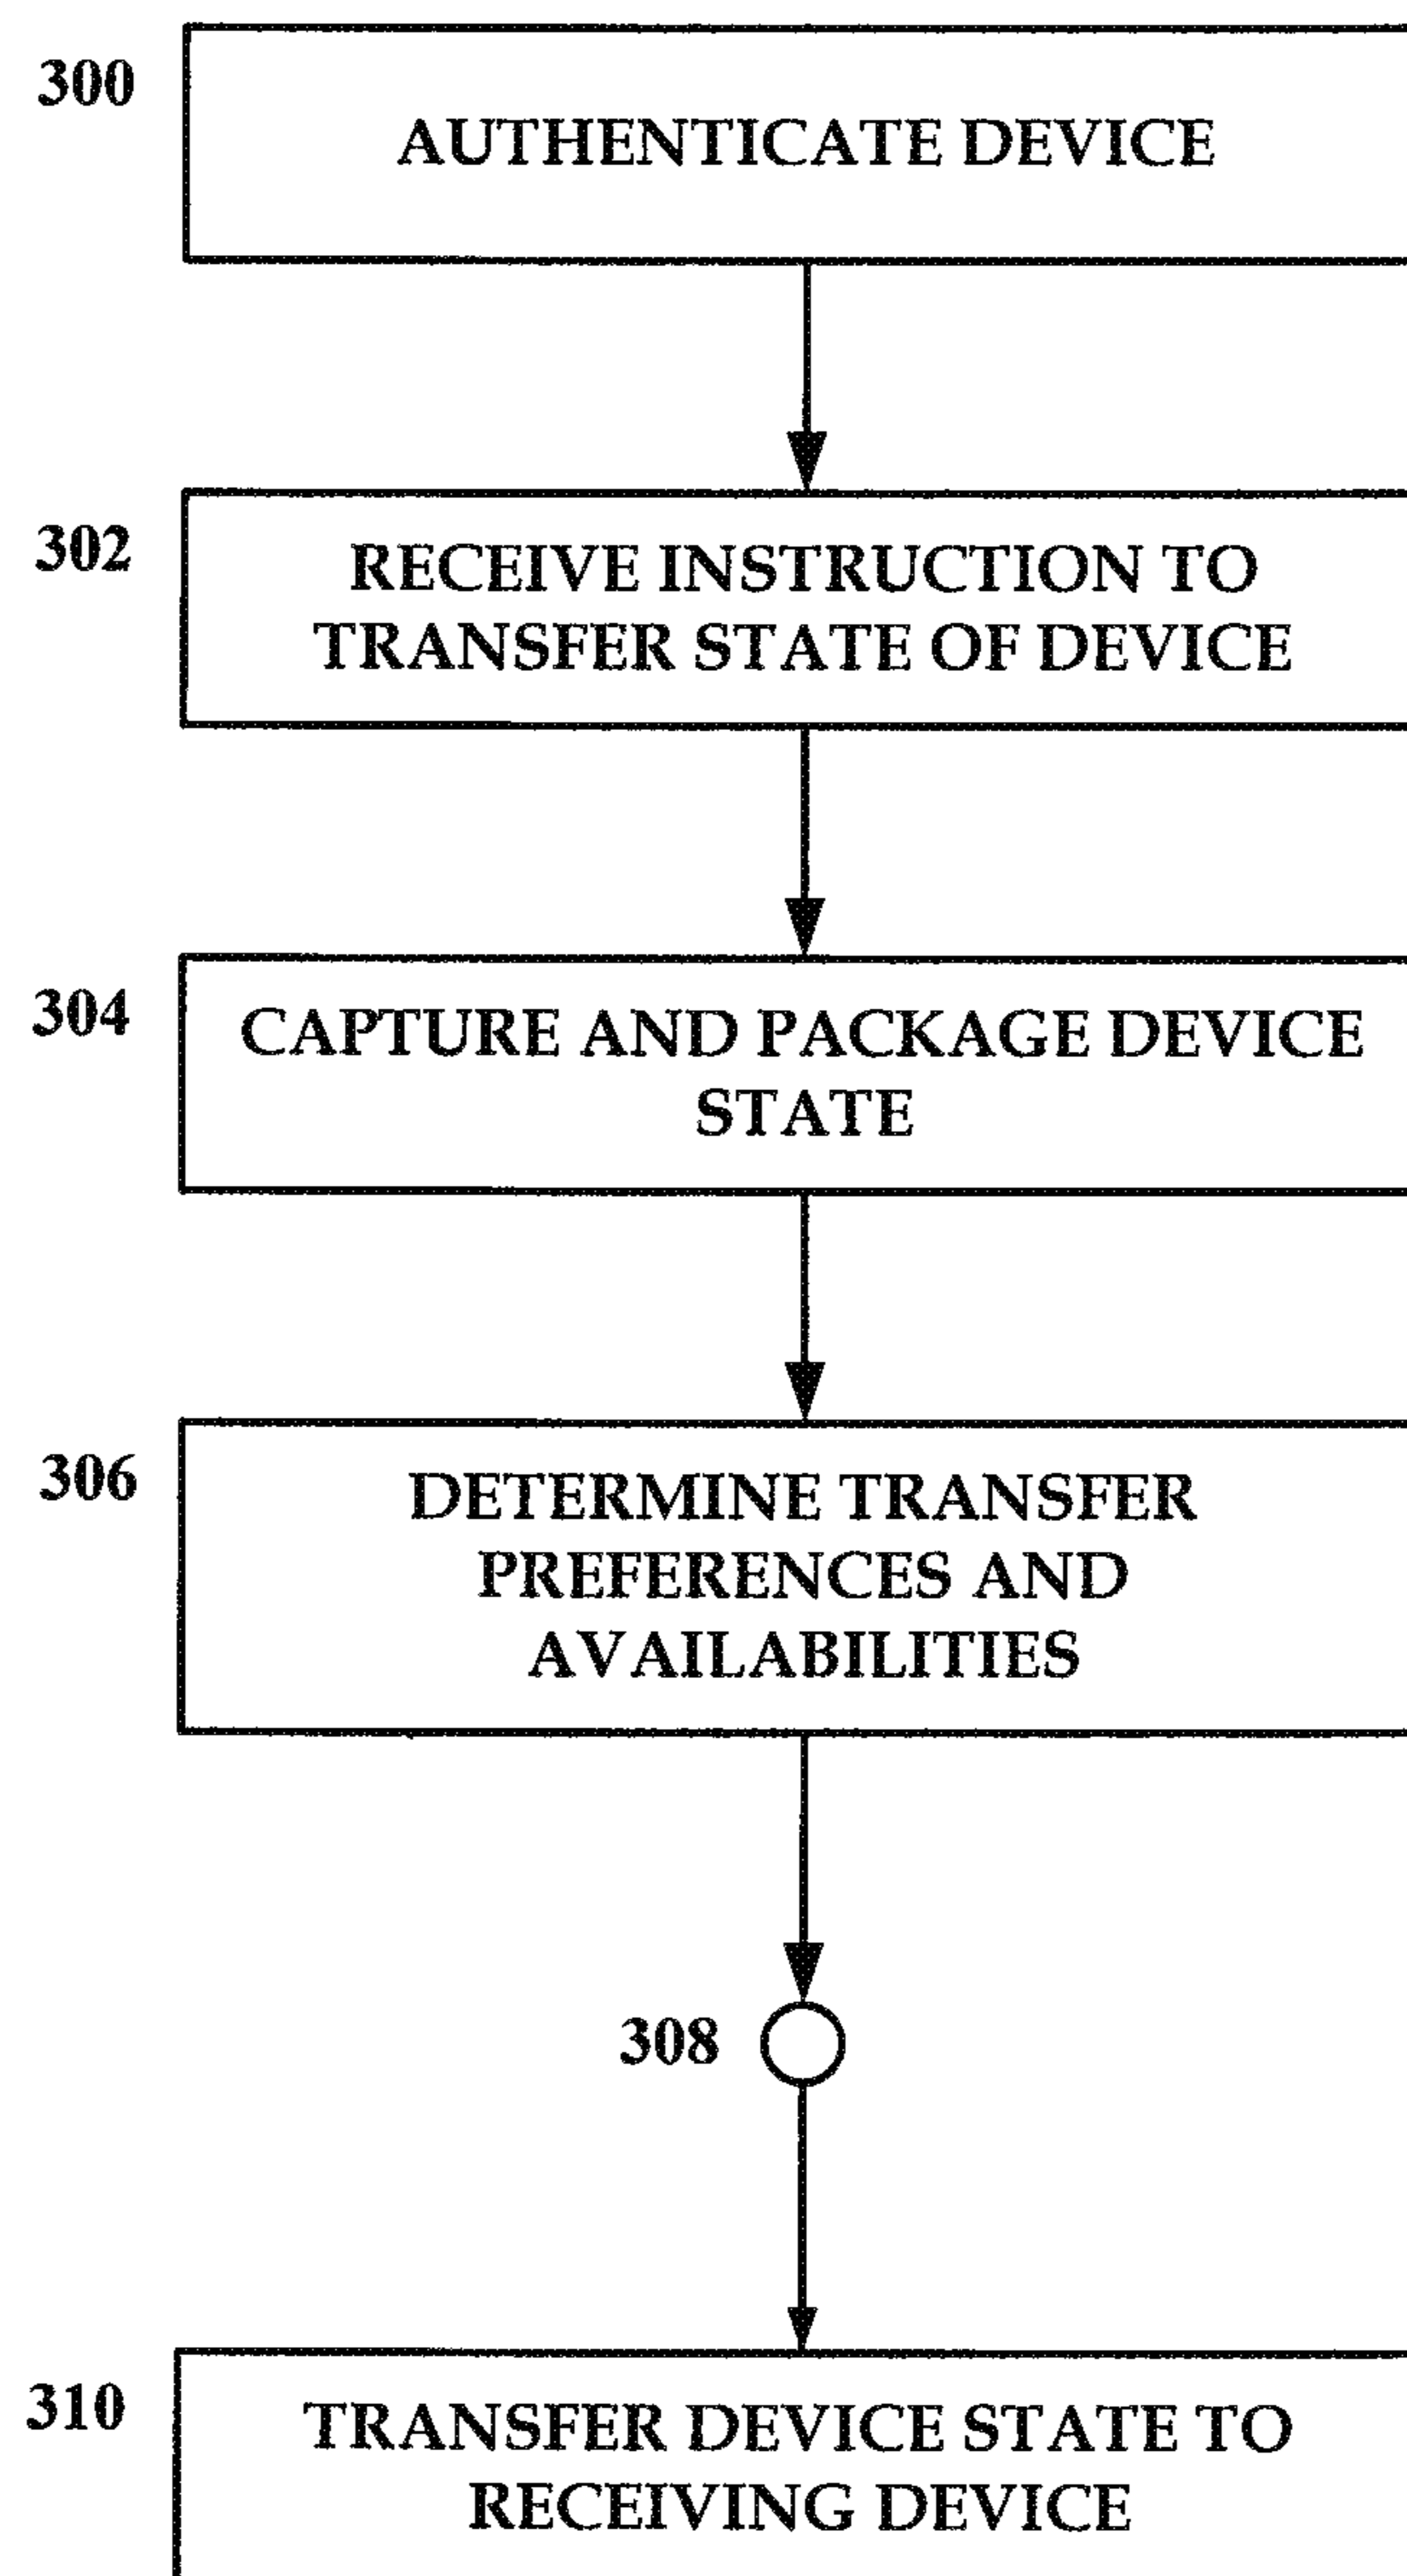 300
AUTHENTICATE DEVICE
302
RECEIVE INSTRUCTION TO
TRANSFER STATE OF DEVICE
304
CAPTURE AND PACKAGE DEVICE
STATE
306
DETERMINE TRANSFER
PREFERENCES AND
AVAILABILITIES
308
310
TRANSFER DEVICE STATE TO
RECEIVING DEVICE